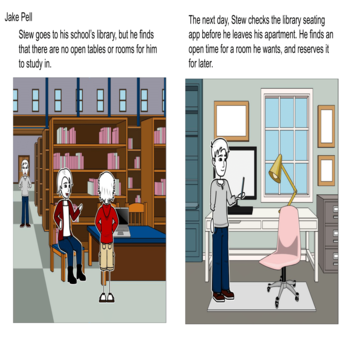 Jake Pell
Stew goes to his school's library, but he finds
that there are no open tables or rooms for him
to study in.
The next day, Stew checks the library seating
app before he leaves his apartment. He finds an
open time for a room he wants, and reserves it
for later.